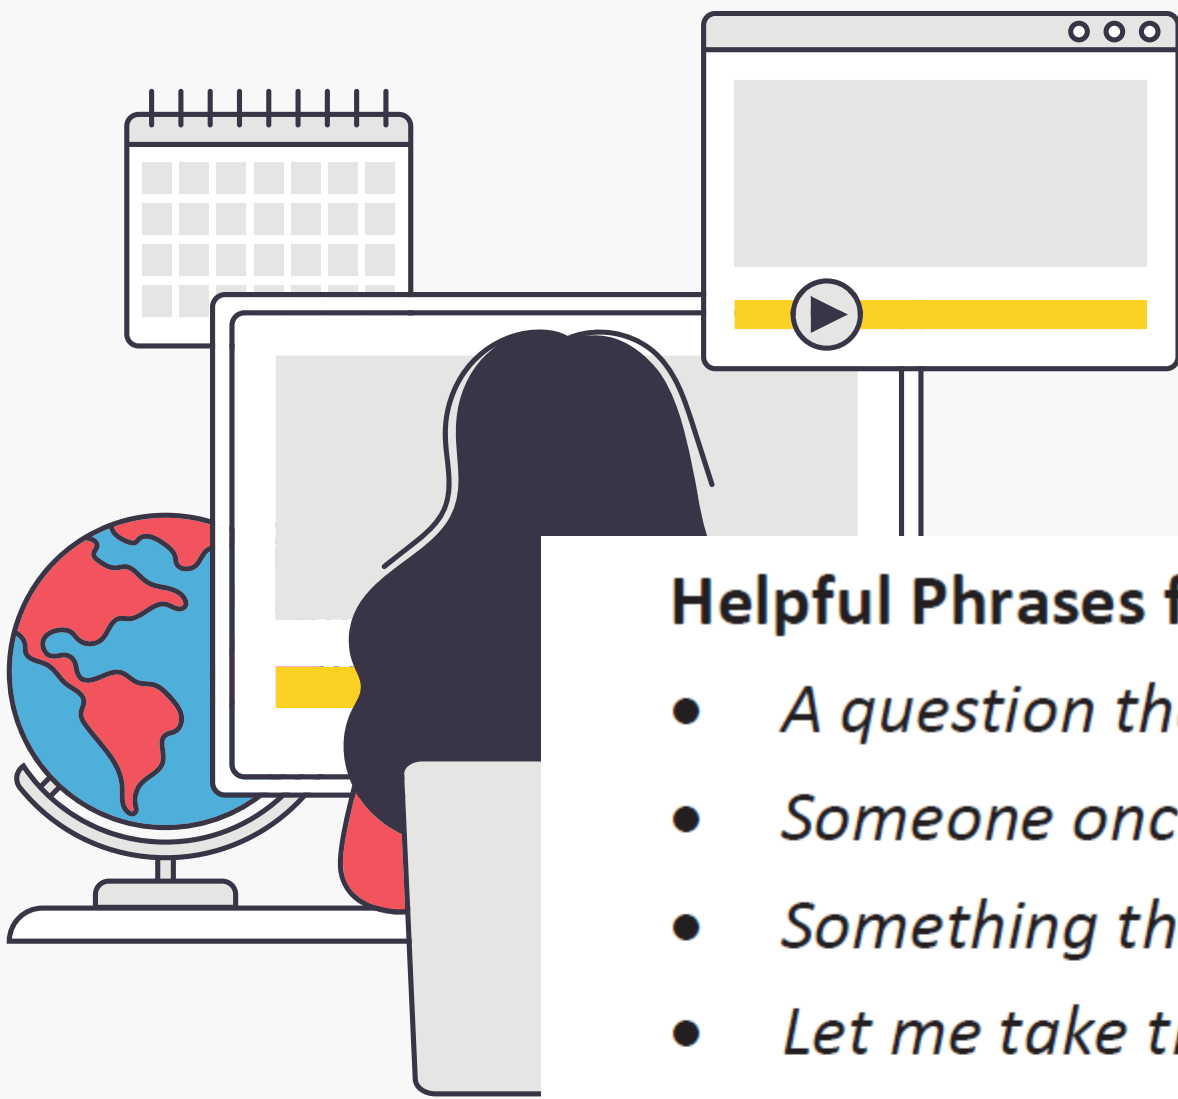 Helpful Phrases
• A question
• Someone
• Something
• Let me take